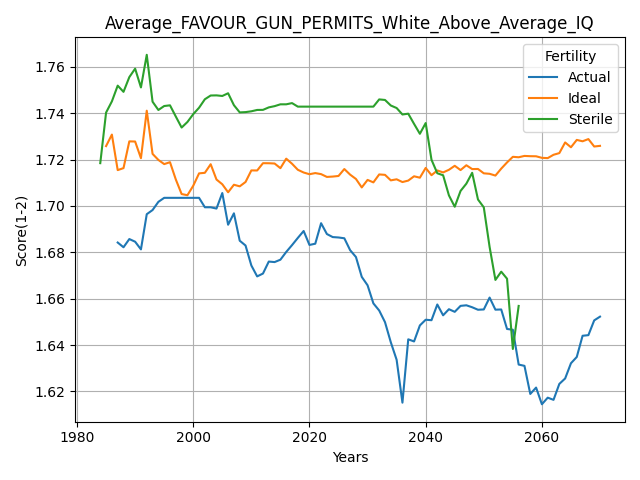 Average_FAVOUR_GUN_PERMITS_White_Above_Average_IQ
Fertility
Actual
Ideal
Sterile
Score(1-2)
1.76
1.74
1.72
1.70
1.68
1.66
1.64
1.62
1980 2000 2020 2040 2060
Years